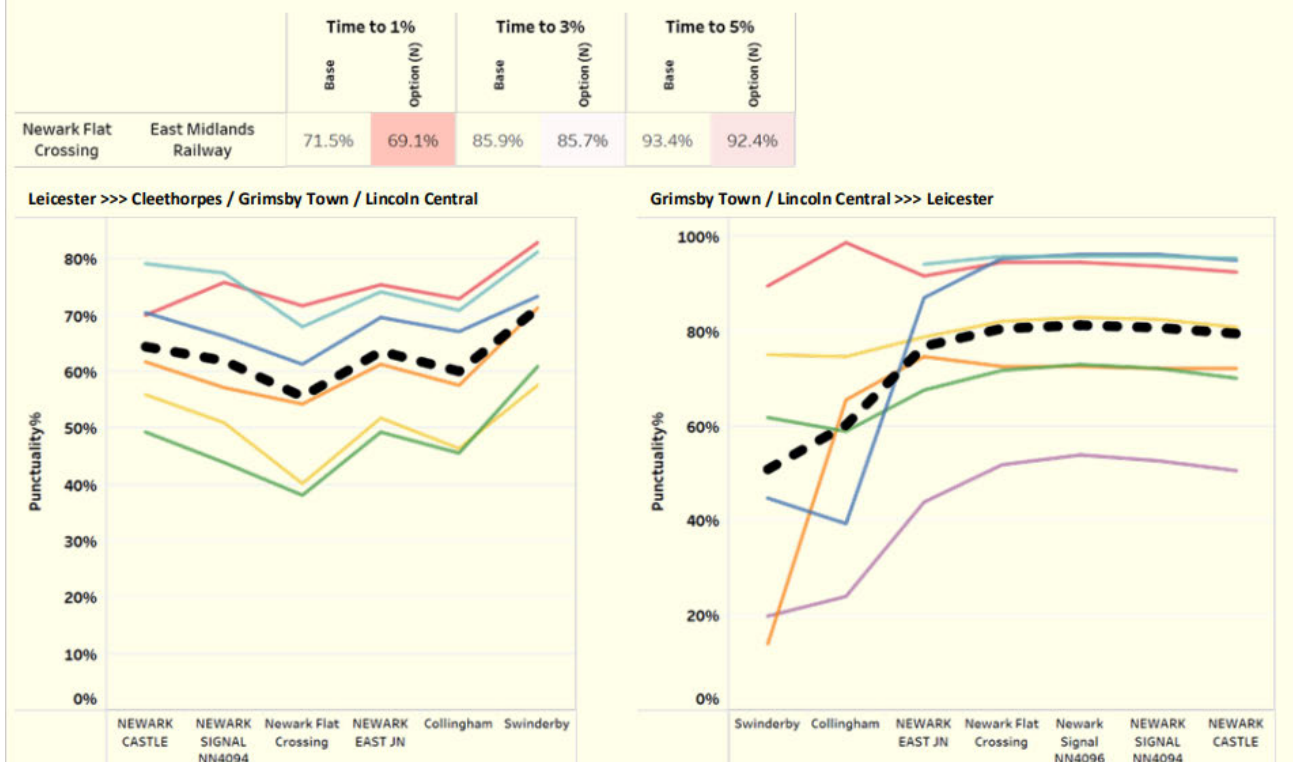 Time to 1% Time to 3% Time to 5%
Base Option (N) Base Option (N) Base Option (N)
Newark Flat East Midlands
Crossing Railway
71.5% 69.1% 85.9% 85.7% 93.4% 92.4%
Leicester >>> Cleethorpes / Grimsby Town / Lincoln Central
80%
70%
60%
50%
40%
30%
20%
10%
0%
Punctuality%
NEWARK NEWARK Newark Flat NEWARK Collingham Swinderby
CASTLE SIGNAL Crossing EAST JN
NN4094
Grimsby Town / Lincoln Central >>> Leicester
100%
80%
60%
40%
20%
0%
Punctuality%
Swinderby Collingham NEWARK Newark Flat Newark NEWARK NEWARK
EAST JN Crossing Signal SIGNAL CASTLE
NN4096 NN4094